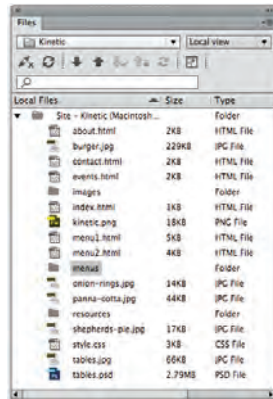 Files
Kinetic Local view
Local Files Size Type
Site - Kinetic (Macintosh... Folder
about.html 2KB HTML File
burger.jpg 229KB JPG File
contact.html 2KB HTML File
events.html 2KB HTML File
images Folder
index.html 1KB HTML File
kinetic.png 18KB PNG File
menu1.html 5KB HTML File
menu2.html 4KB HTML File
menus Folder
onion-rings.jpg 14KB JPG File
panna-cotta.jpg 44KB JPG File
resources Folder
shepherds-pie.jpg 17KB JPG File
style.css 3KB CSS File
tables.jpg 66KB JPG File
tables.psd 2.79MB PSD File